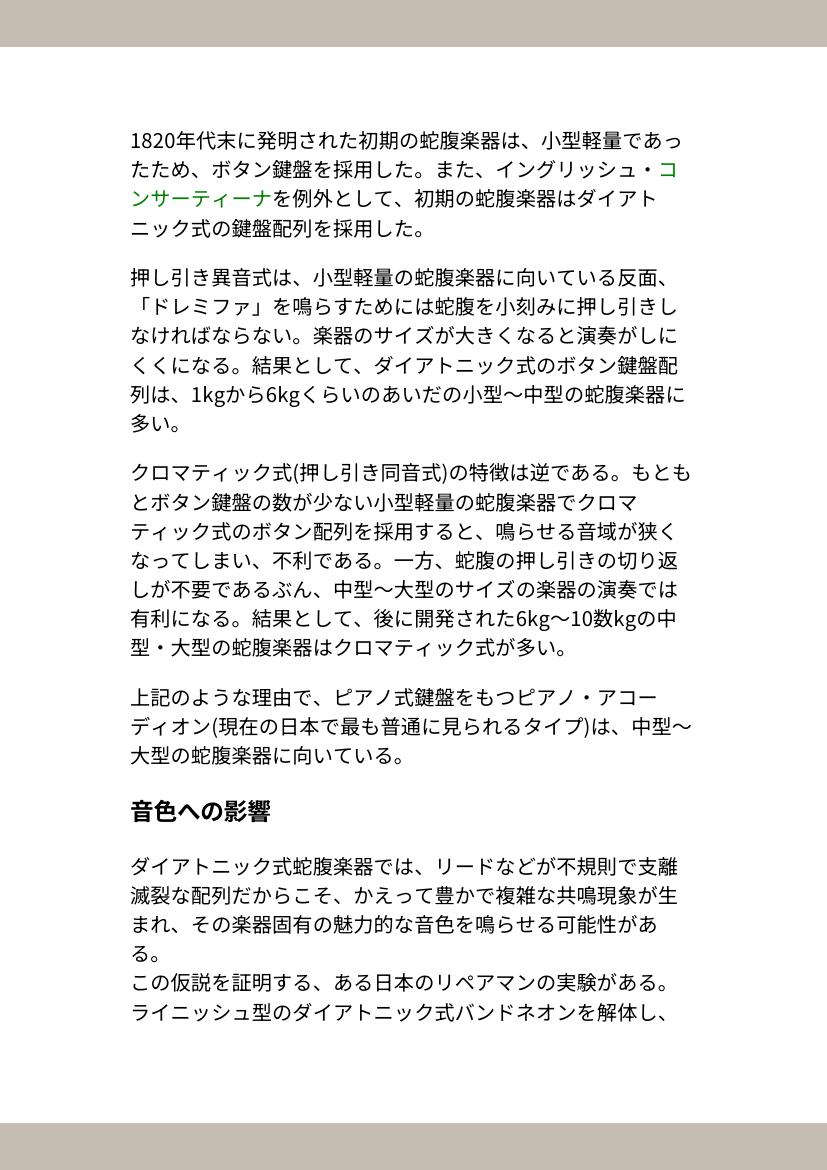 1820年代末に発明された初期の蛇腹楽器は、小型軽量であっ
たため、ボタン鍵盤を採用した。また、イングリッシュ・コ
ンサーティーナを例外として、初期の蛇腹楽器はダイアト
ニック式の鍵盤配列を採用した。
押し引き異音式は、小型軽量の蛇腹楽器に向いている反面、
「ドレミファ」を鳴らすためには蛇腹を小刻みに押し引きし
なければならない。楽器のサイズが大きくなると演奏がしに
くくになる。結果として、ダイアトニック式のボタン鍵盤配
列は、1kgから6kgくらいのあいだの小型〜中型の蛇腹楽器に
多い。
クロマティック式(押し引き同音式)の特徴は逆である。もとも
とボタン鍵盤の数が少ない小型軽量の蛇腹楽器でクロマ
ティック式のボタン配列を採用すると、鳴らせる音域が狭く
なってしまい、不利である。一方、蛇腹の押し引きの切り返
しが不要であるぶん、中型〜大型のサイズの楽器の演奏では
有利になる。結果として、後に開発された6kg〜10数kgの中
型・大型の蛇腹楽器はクロマティック式が多い。
上記のような理由で、ピアノ式鍵盤をもつピアノ・アコー
ディオン(現在の日本で最も普通に見られるタイプ)は、中型〜
大型の蛇腹楽器に向いている。
音色への影響
ダイアトニック式蛇腹楽器では、リードなどが不規則で支離
滅裂な配列だからこそ、かえって豊かで複雑な共鳴現象が生
まれ、その楽器固有の魅力的な音色を鳴らせる可能性があ
る。
この仮説を証明する、ある日本のリペアマンの実験がある。
ライニッシュ型のダイアトニック式バンドネオンを解体し、